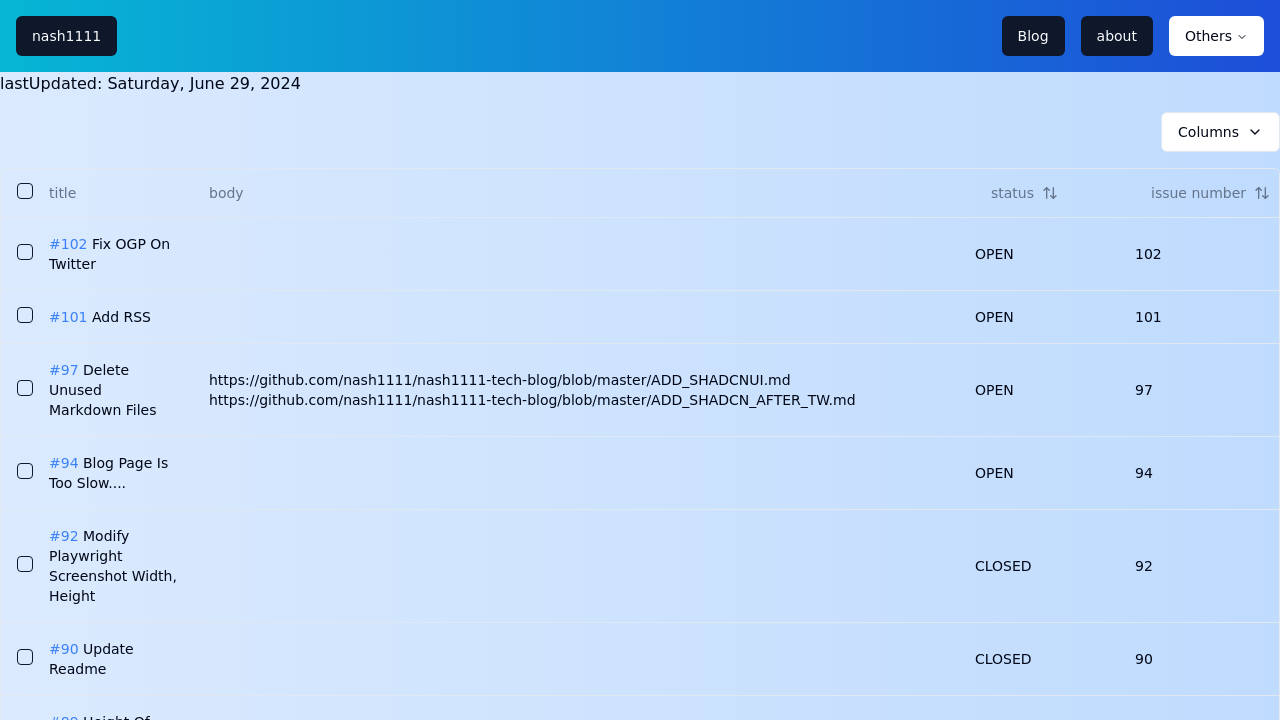 nash1111
Blog
about
Others
lastUpdated: Saturday, June 29, 2024
Columns
title
body
status
issue number
#102 Fix OGP On
Twitter
OPEN
102
#101 Add RSS
OPEN
101
#97 Delete
Unused
Markdown Files
https://github.com/nash1111/nash1111-tech-blog/blob/master/ADD_SHADCNUI.md
https://github.com/nash1111/nash1111-tech-blog/blob/master/ADD_SHADCN_AFTER_TW.md
OPEN
97
#94 Blog Page Is
Too Slow....
OPEN
94
#92 Modify
Playwright
Screenshot Width,
Height
CLOSED
92
#90 Update
Readme
CLOSED
90
Height Of